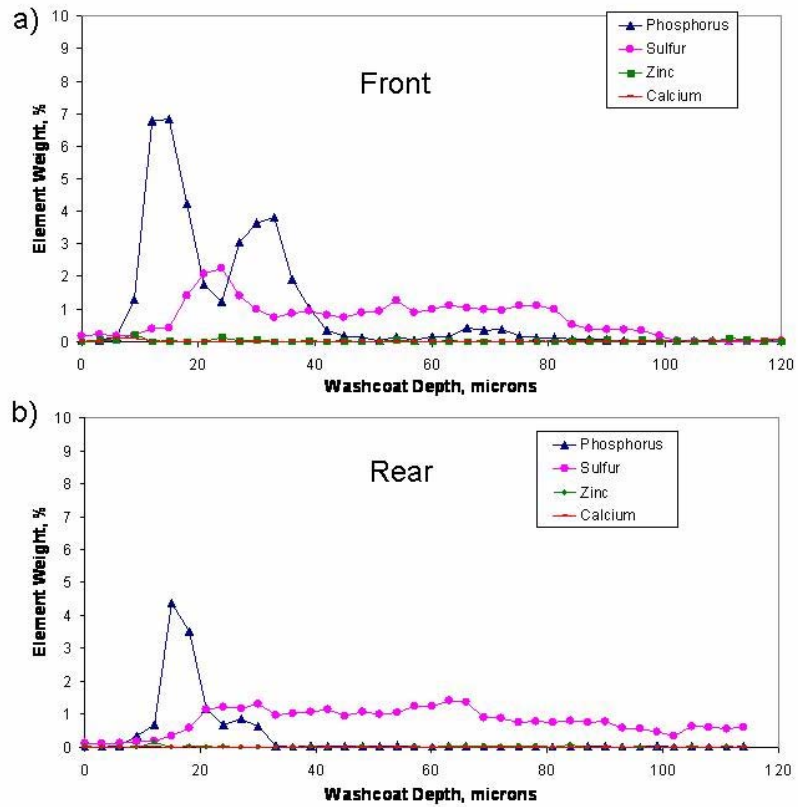 a)
Front
Phosphorus
Sulfur
Zinc
Calcium
Element Weight, %
10
9
8
7
6
5
4
3
2
1
0
0 20 40 60 80 100 120
Washcoat Depth, microns
b)
Rear
Phosphorus
Sulfur
Zinc
Calcium
Element Weight, %
10
9
8
7
6
5
4
3
2
1
0
0 20 40 60 80 100 120
Washcoat Depth, microns